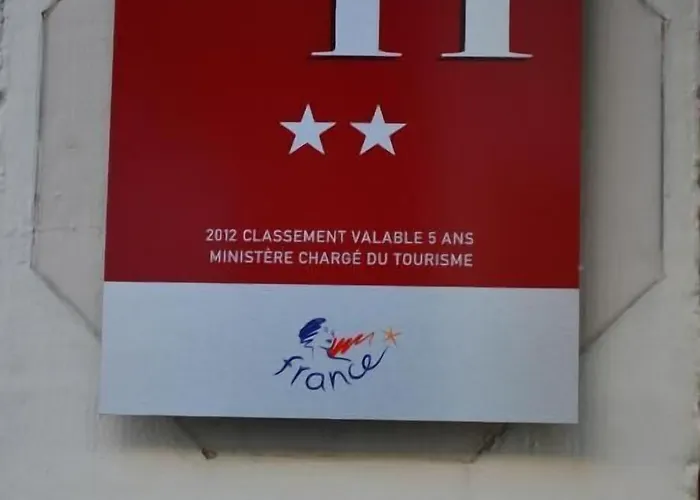 H
2012 CLASSEMENT VALABLE 5 ANS
MINISTÈRE CHARGÉ DU TOURISME
france